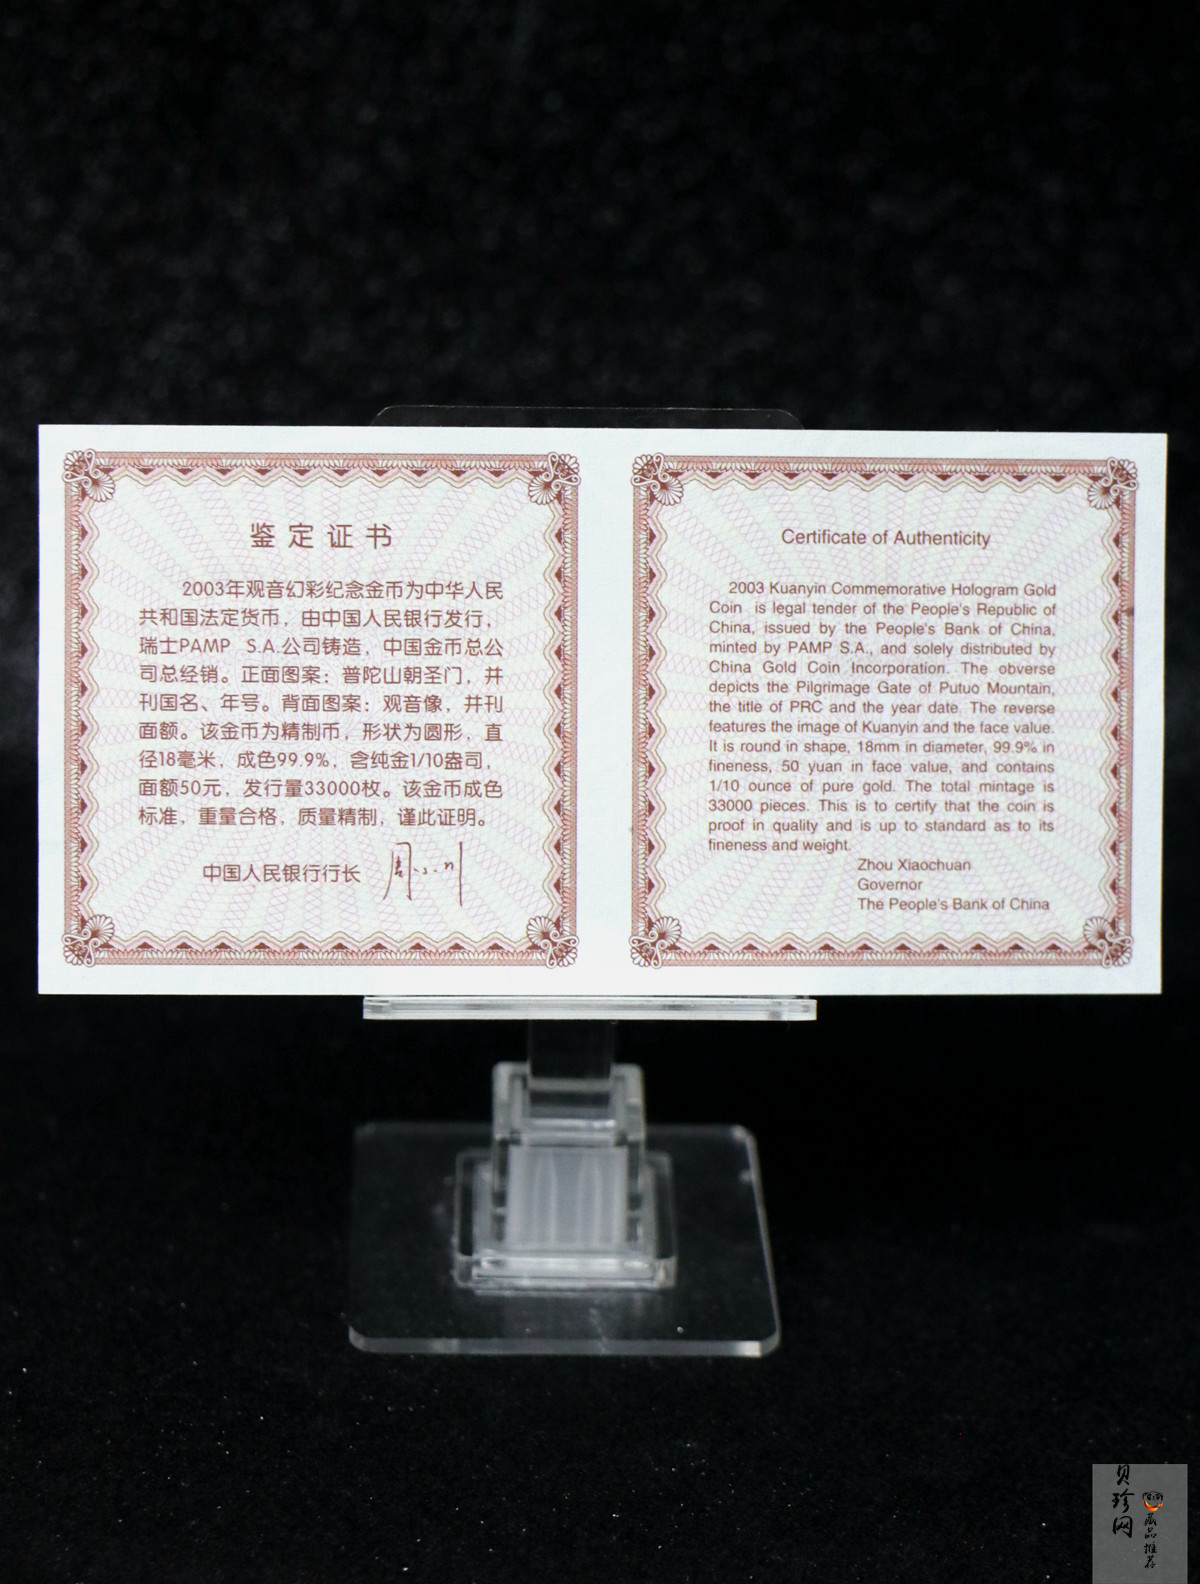 鉴定证书
2003年观音幻彩纪念金币为中华人民
共和国法定货币，由中国人民银行发行，
瑞士PAMP S.A.公司铸造，中国金币总公
司总经销。正面图案：普陀山朝圣门，并
刊国名、年号。背面图案：观音像，并刊
面额。该金币为精制币，形状为圆形，直
径18毫米，成色99.9%，含纯金1/10盎司，
面额50元，发行量33000枚。该金币成色
标准，重量合格，质量精制，谨此证明。
中国人民银行行长 周小川
Certificate of Authenticity
2003 Kuanyin Commemorative Hologram Gold
Coin is legal tender of the People's Republic of
China, issued by the People's Bank of China,
minted by PAMP S.A., and solely distributed by
China Gold Coin Incorporation. The obverse
depicts the Pilgrimage Gate of Putuo Mountain,
the title of PRC and the year date. The reverse
features the image of Kuanyin and the face value.
It is round in shape, 18mm in diameter, 99.9% in
fineness, 50 yuan in face value, and contains
1/10 ounce of pure gold. The total mintage is
33000 pieces. This is to certify that the coin is
proof in quality and is up to standard as to its
fineness and weight.
Zhou Xiaochuan
Governor
The People's Bank of China
贝珍网
藏品推荐